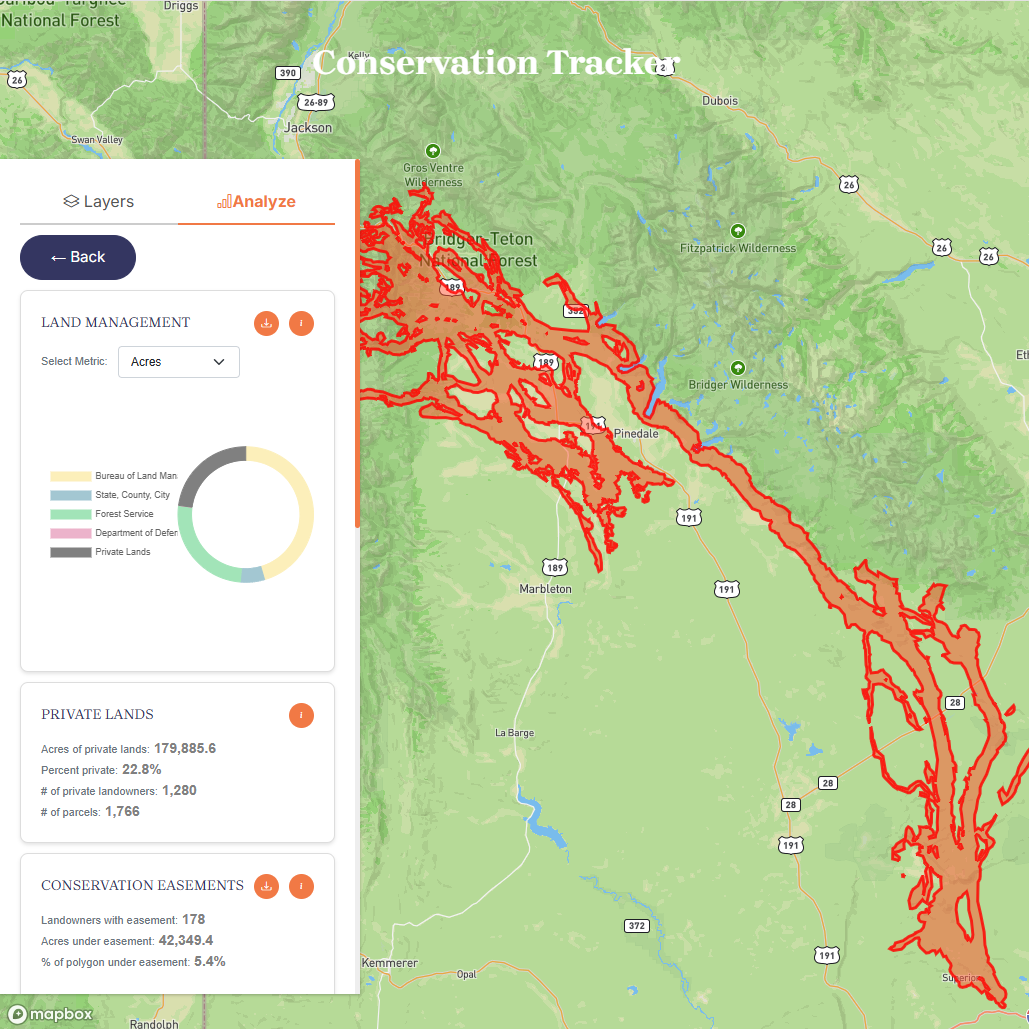 National Forest
Driggs
Kelly
Conservation Tracker
26
390
26
26-89
Dubois
Jackson
Swan Valley
Gros Ventre
Wilderness
26
Layers
Analyze
Bridger-Teton
National Forest
Fitzpatrick Wilderness
26
26
← Back
189
LAND MANAGEMENT
i
352
Select Metric:
Acres
189
Bridger Wilderness
191
Pinedale
Bureau of Land Man
State, County, City
Forest Service
Department of Defen
Private Lands
191
189
Marbleton
191
PRIVATE LANDS
i
28
Acres of private lands: 179,885.6
Percent private: 22.8%
# of private landowners: 1,280
# of parcels: 1,766
La Barge
28
28
191
CONSERVATION EASEMENTS
i
Landowners with easement: 178
Acres under easement: 42,349.4
% of polygon under easement: 5.4%
372
191
Kemmerer
Opal
Superior
mapbox
Randolph